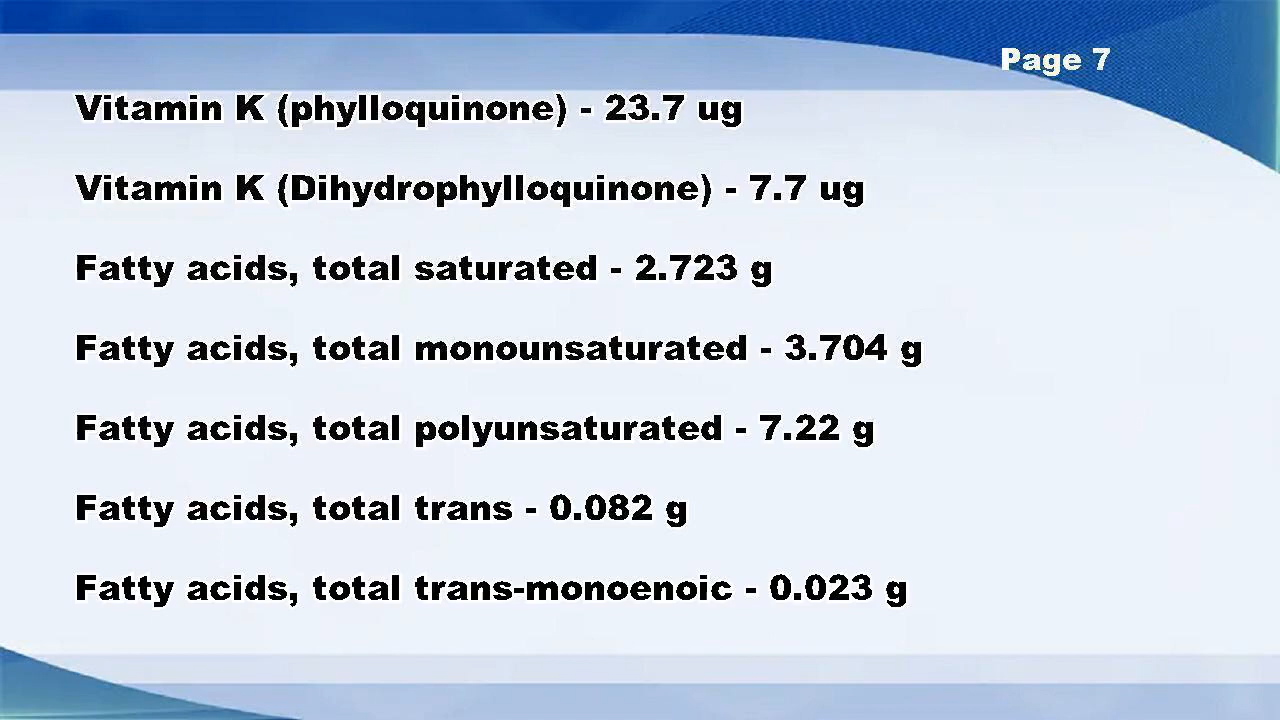 Page 7
Vitamin K (phylloquinone) - 23.7 ug
Vitamin K (Dihydrophylloquinone) - 7.7 ug
Fatty acids, total saturated - 2.723 g
Fatty acids, total monounsaturated - 3.704 g
Fatty acids, total polyunsaturated - 7.22 g
Fatty acids, total trans - 0.082 g
Fatty acids, total trans-monoenoic - 0.023 g